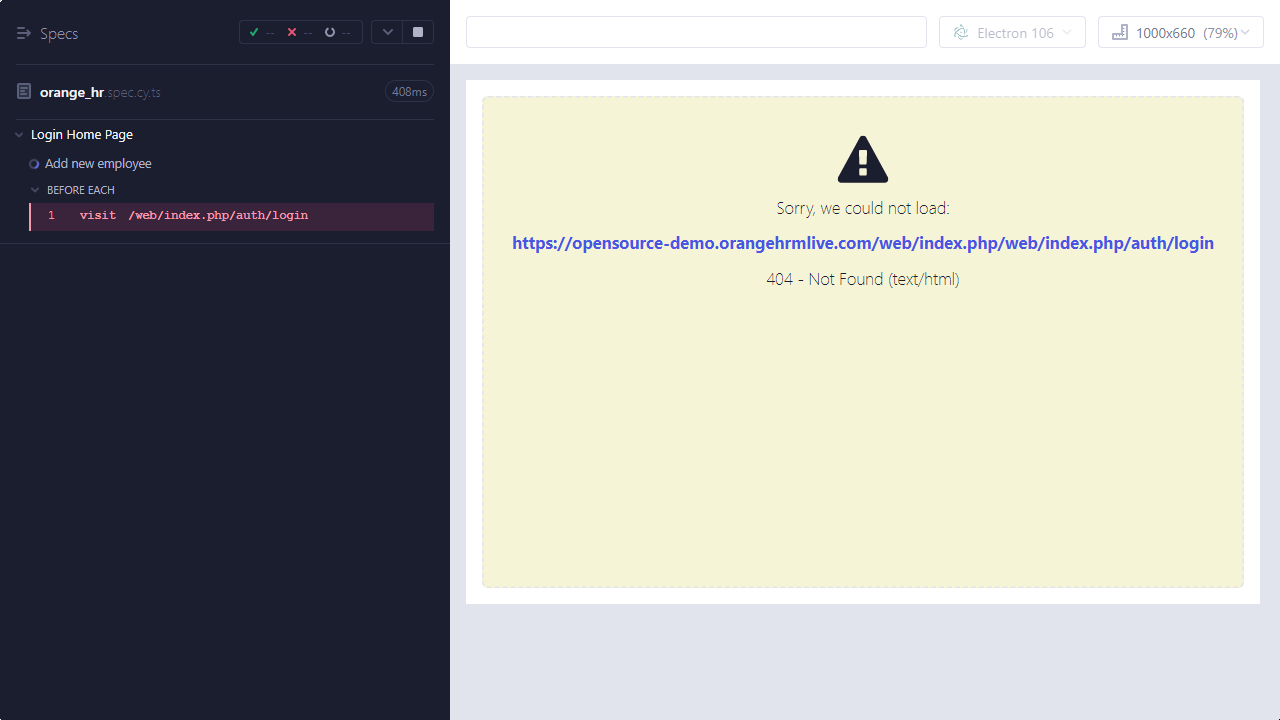 Specs
-- -- --
orange_hr.spec.cy.ts 408ms
Login Home Page
Add new employee
BEFORE EACH
1 visit /web/index.php/auth/login
Electron 106
1000x660 (79%)
Sorry, we could not load:
https://opensource-demo.orangehrmlive.com/web/index.php/web/index.php/auth/login
404 - Not Found (text/html)